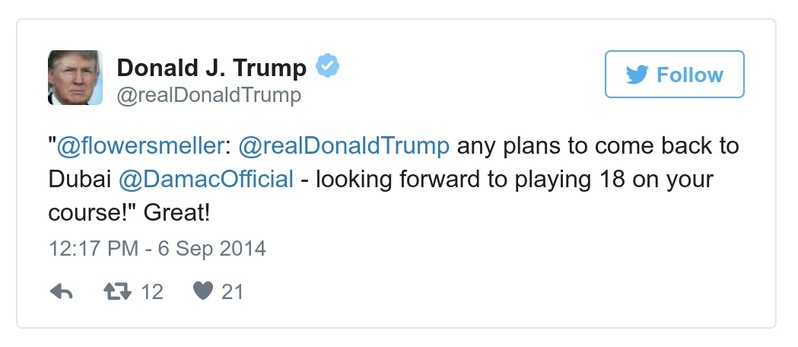 Donald J. Trump
@realDonaldTrump
Follow
"@flowersmeller: @realDonaldTrump any plans to come back to
Dubai @DamacOfficial - looking forward to playing 18 on your
course!" Great!
12:17 PM - 6 Sep 2014
12 21